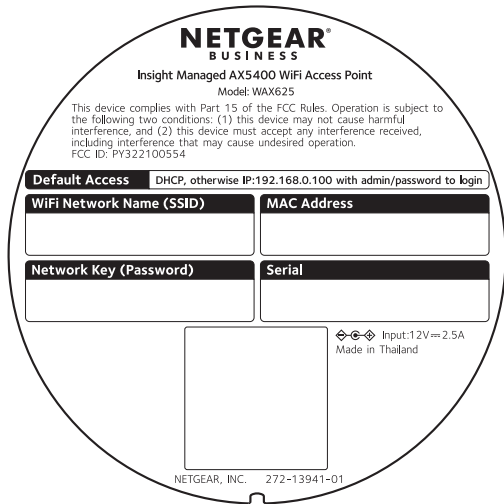 NETGEAR®
BUSINESS
Insight Managed AX5400 WiFi Access Point
Model: WAX625
This device complies with Part 15 of the FCC Rules. Operation is subject to
the following two conditions: (1) this device may not cause harmful
interference, and (2) this device must accept any interference received,
including interference that may cause undesired operation.
FCC ID: PY322100554
Default Access DHCP, otherwise IP:192.168.0.100 with admin/password to login
WiFi Network Name (SSID) MAC Address
Network Key (Password) Serial
Input:12V⎓2.5A
Made in Thailand
NETGEAR, INC. 272-13941-01